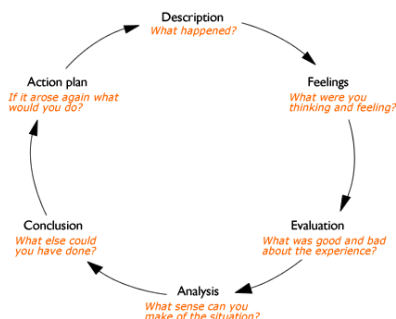 Description
What happened?
Feelings
What were you
thinking and feeling?
Evaluation
What was good and bad
about the experience?
Analysis
What sense can you
make of the situation?
Conclusion
What else could
you have done?
Action plan
If it arose again what
would you do?